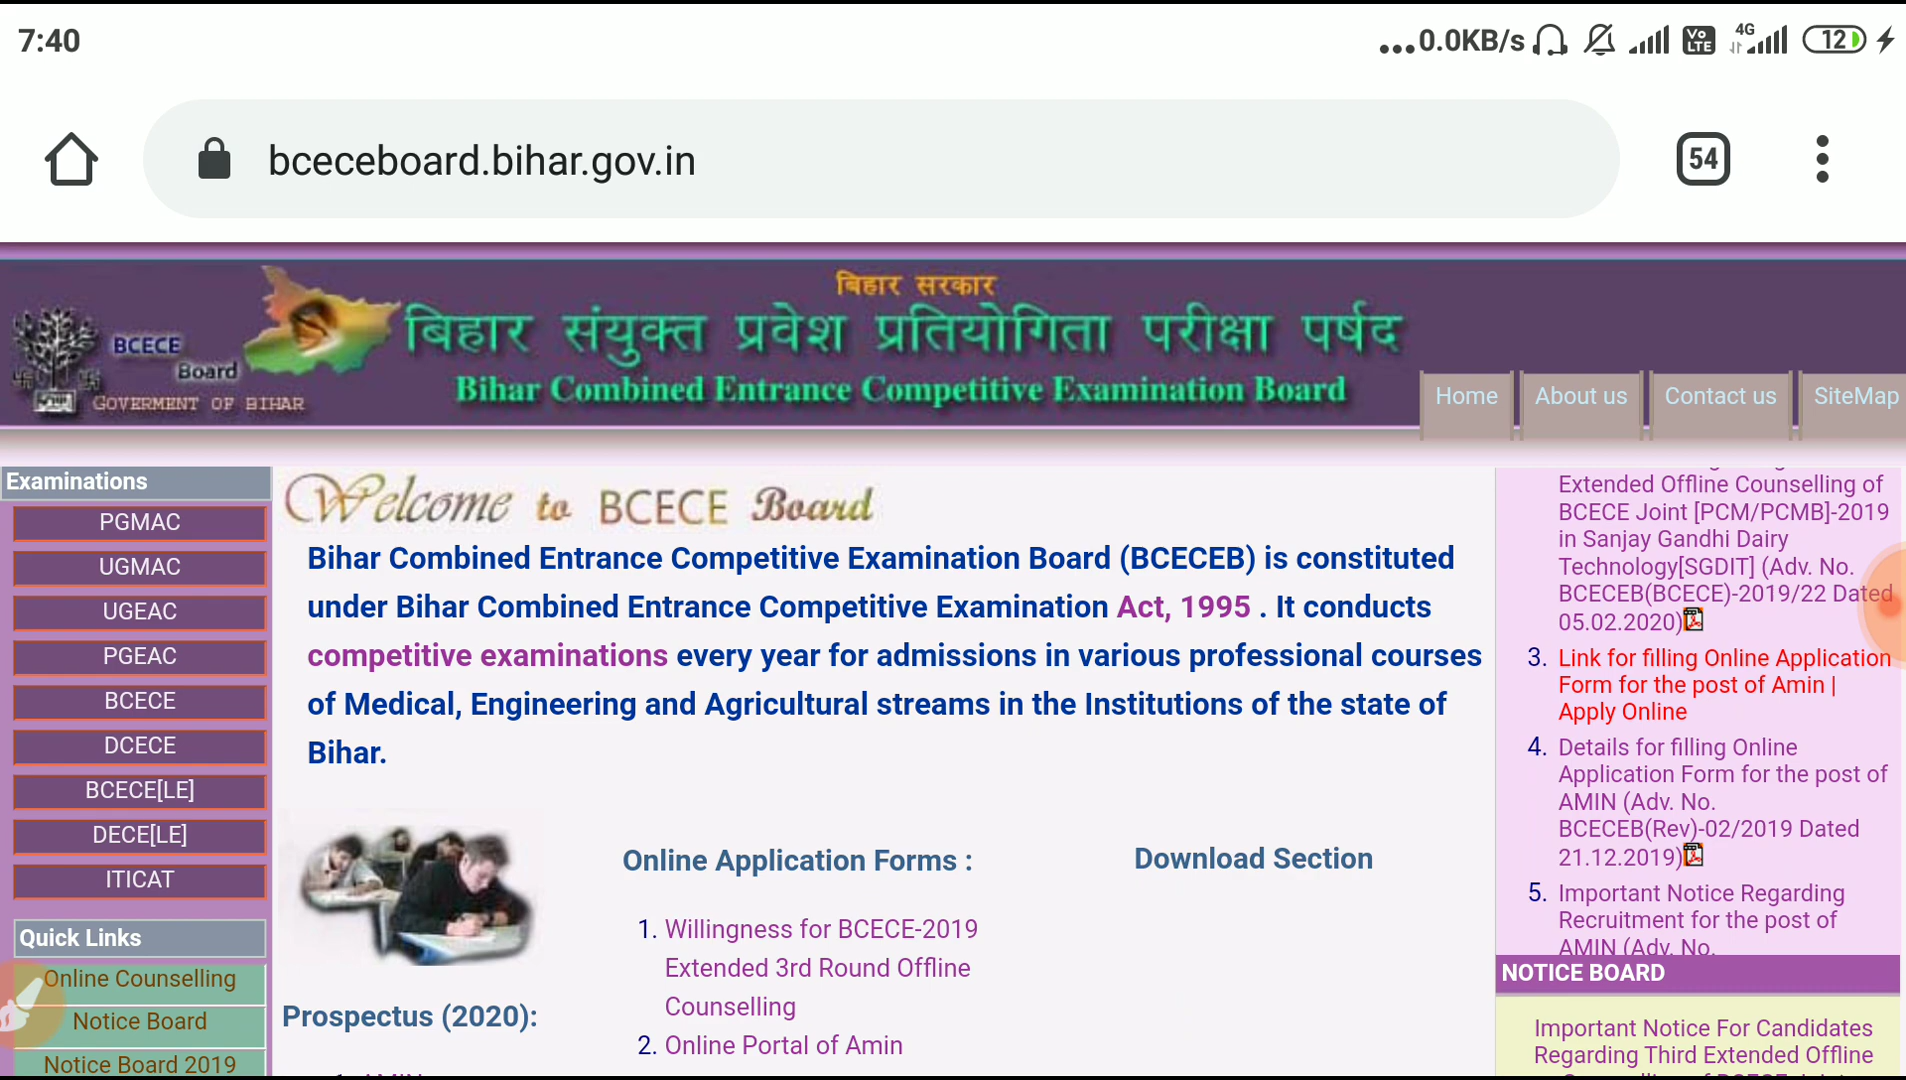 7:40
...0.0KB/s
Vo LTE
4G
12
bceceboard.bihar.gov.in
54
बिहार सरकार
बिहार संयुक्त प्रवेश प्रतियोगिता परीक्षा पर्षद
BCECE
Board
GOVERMENT OF BIHAR
Bihar Combined Entrance Competitive Examination Board
Home
About us
Contact us
SiteMap
Examinations
PGMAC
UGMAC
UGEAC
PGEAC
BCECE
DCECE
BCECE[LE]
DECE[LE]
ITICAT
Quick Links
Online Counselling
Notice Board
Notice Board 2019
Welcome to BCECE Board
Bihar Combined Entrance Competitive Examination Board (BCECEB) is constituted
under Bihar Combined Entrance Competitive Examination Act, 1995 . It conducts
competitive examinations every year for admissions in various professional courses
of Medical, Engineering and Agricultural streams in the Institutions of the state of
Bihar.
Prospectus (2020):
Online Application Forms :
1. Willingness for BCECE-2019
Extended 3rd Round Offline
Counselling
2. Online Portal of Amin
Download Section
Extended Offline Counselling of
BCECE Joint [PCM/PCMB]-2019
in Sanjay Gandhi Dairy
Technology[SGDIT] (Adv. No.
BCECEB(BCECE)-2019/22 Dated
05.02.2020)
3. Link for filling Online Application
Form for the post of Amin |
Apply Online
4. Details for filling Online
Application Form for the post of
AMIN (Adv. No.
BCECEB(Rev)-02/2019 Dated
21.12.2019)
5. Important Notice Regarding
Recruitment for the post of
AMIN (Adv. No.
NOTICE BOARD
Important Notice For Candidates
Regarding Third Extended Offline